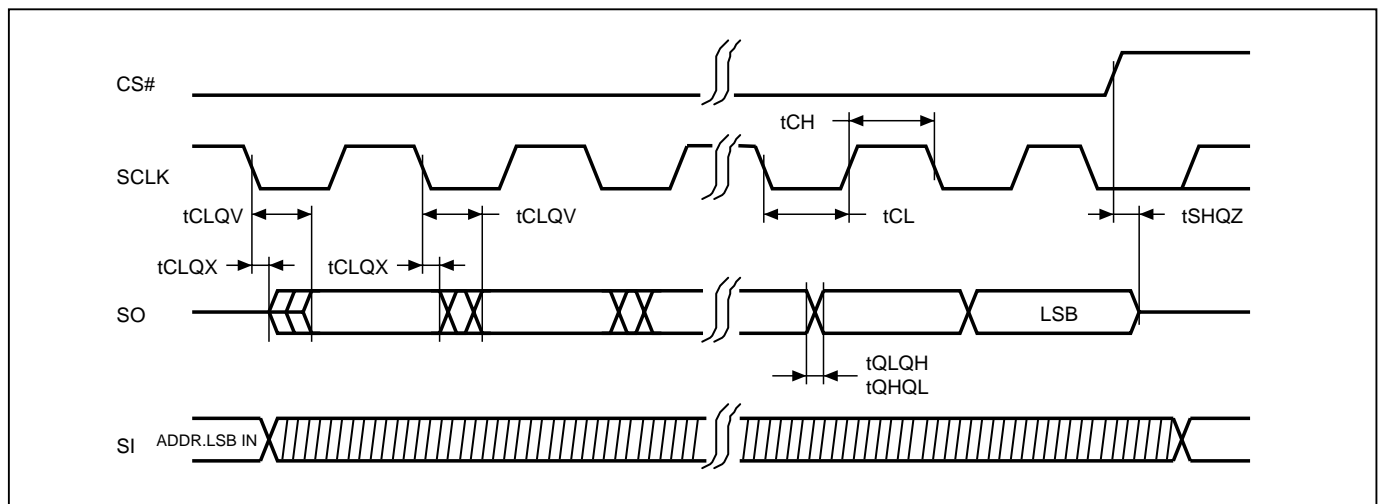 CS#
tCH
SCLK
tCLQV
tCLQV
tCL
tSHQZ
tCLQX
tCLQX
SO
LSB
tQLQH
tQHQL
SI
ADDR.LSB IN